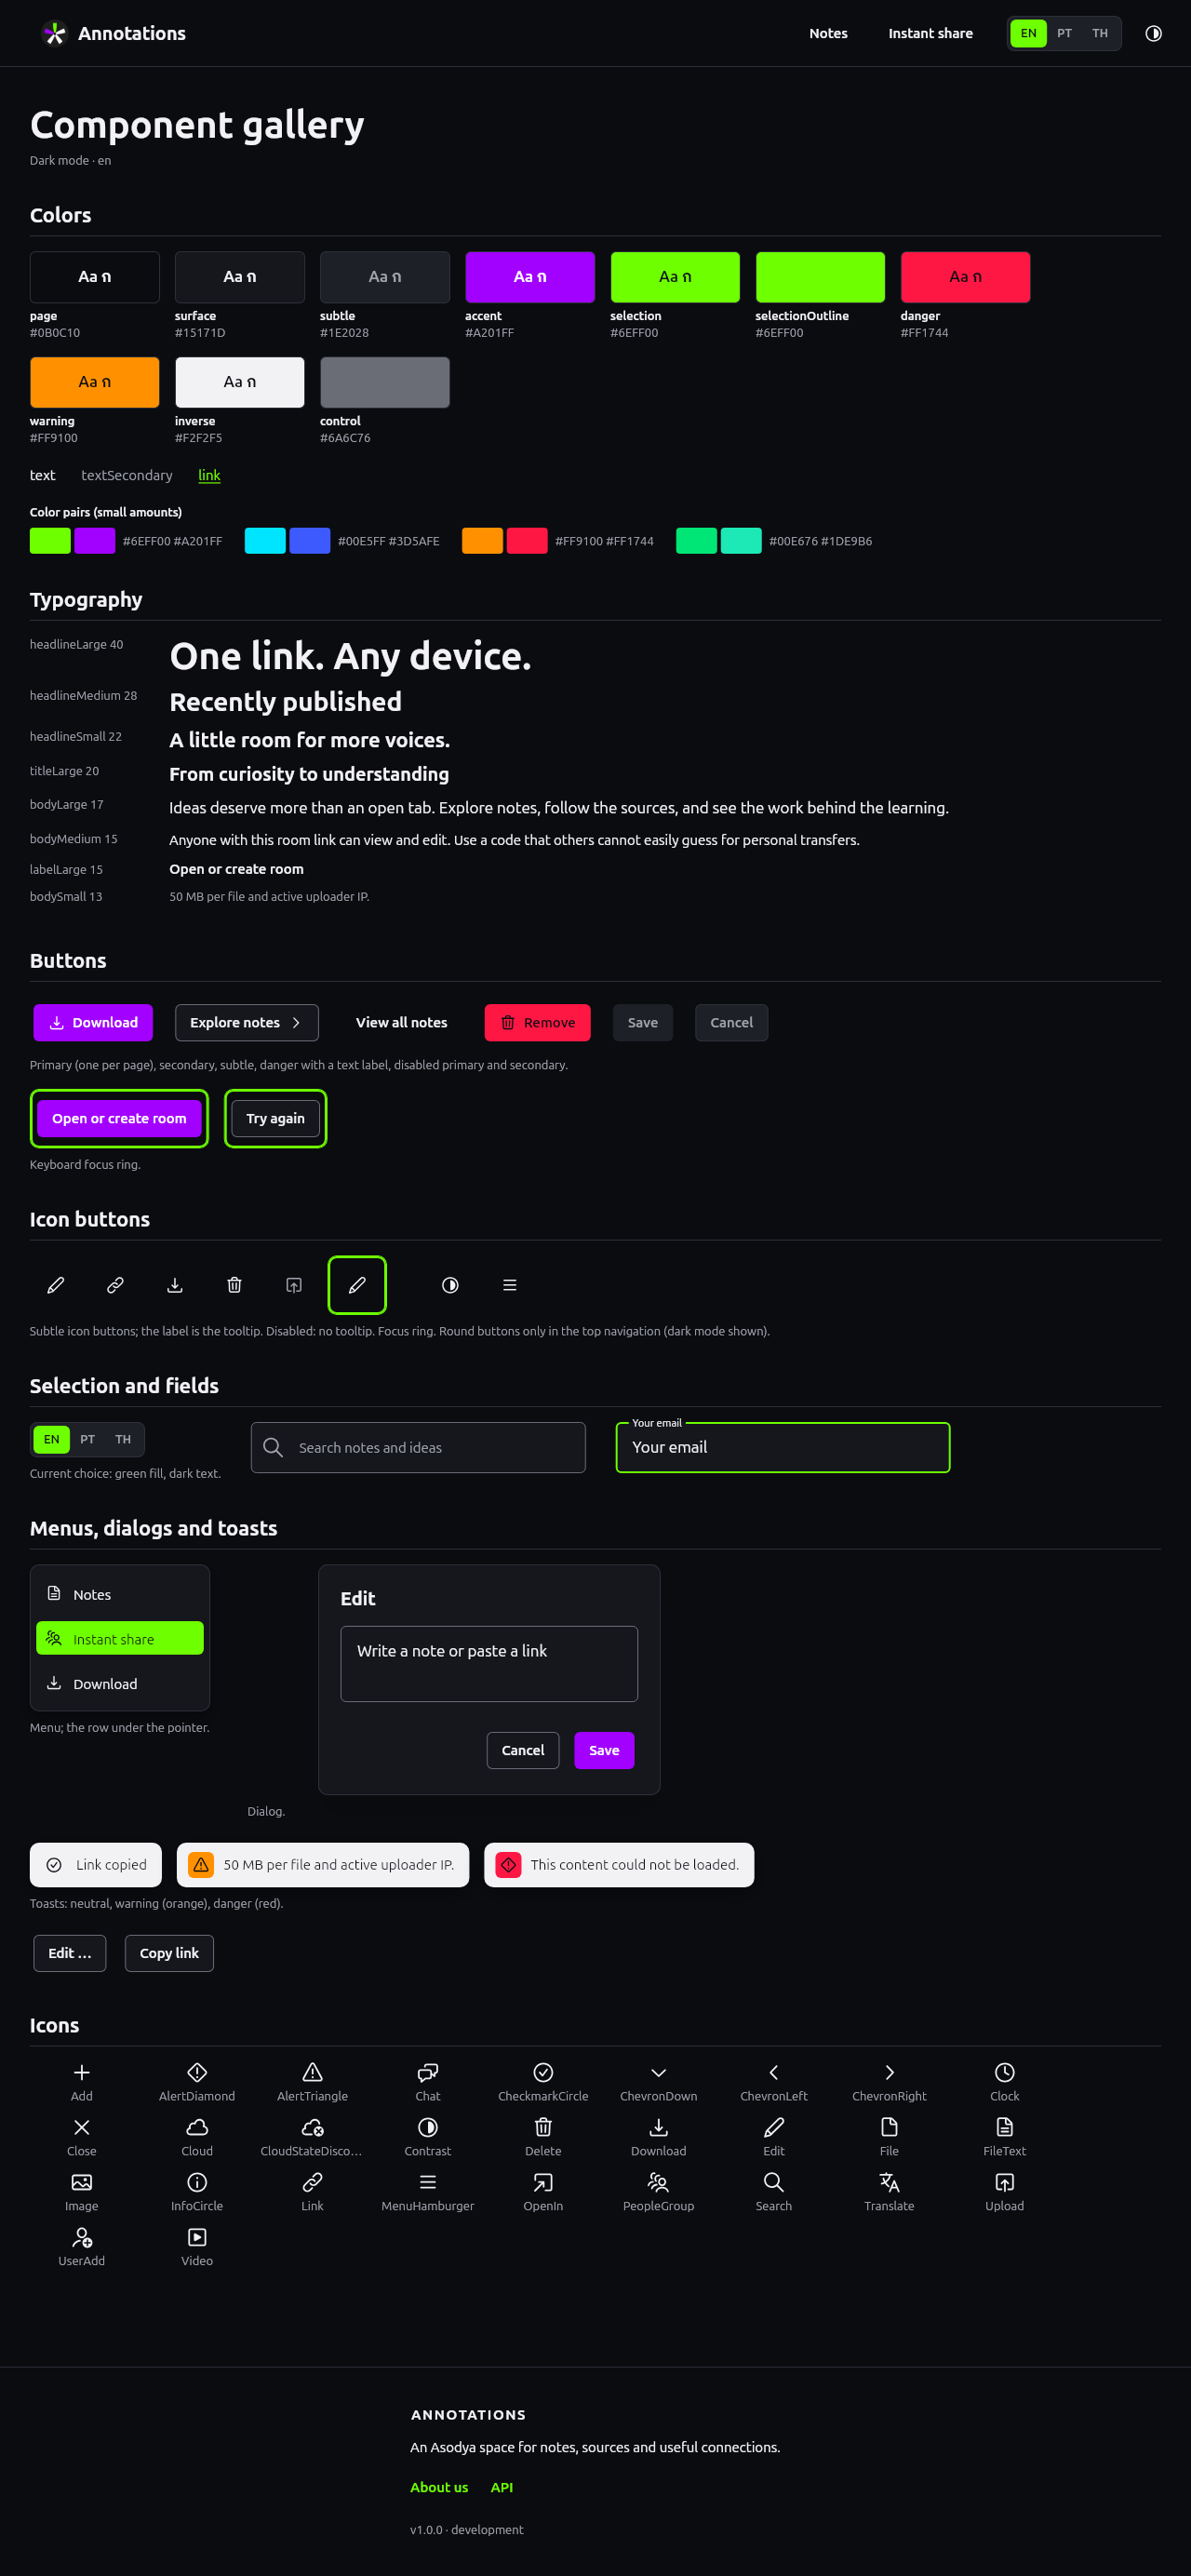 Annotations
Notes
Instant share
EN PT TH
Component gallery
Dark mode · en
Colors
Aa ก
Aa ก
Aa ก
Aa ก
Aa ก
Aa ก
page
surface
subtle
accent
selection
selectionOutline
danger
#0B0C10
#15171D
#1E2028
#A201FF
#6EFF00
#6EFF00
#FF1744
Aa ก
Aa ก
warning
inverse
control
#FF9100
#F2F2F5
#6A6C76
text textSecondary link
Color pairs (small amounts)
#6EFF00 #A201FF
#00E5FF #3D5AFE
#FF9100 #FF1744
#00E676 #1DE9B6
Typography
headlineLarge 40
One link. Any device.
headlineMedium 28
Recently published
headlineSmall 22
A little room for more voices.
titleLarge 20
From curiosity to understanding
bodyLarge 17
Ideas deserve more than an open tab. Explore notes, follow the sources, and see the work behind the learning.
bodyMedium 15
Anyone with this room link can view and edit. Use a code that others cannot easily guess for personal transfers.
labelLarge 15
Open or create room
bodySmall 13
50 MB per file and active uploader IP.
Buttons
Download
Explore notes
View all notes
Remove
Save
Cancel
Primary (one per page), secondary, subtle, danger with a text label, disabled primary and secondary.
Open or create room
Try again
Keyboard focus ring.
Icon buttons
Subtle icon buttons; the label is the tooltip. Disabled: no tooltip. Focus ring. Round buttons only in the top navigation (dark mode shown).
Selection and fields
EN PT TH
Current choice: green fill, dark text.
Search notes and ideas
Your email
Your email
Menus, dialogs and toasts
Notes
Instant share
Download
Menu; the row under the pointer.
Edit
Write a note or paste a link
Cancel
Save
Dialog.
Link copied
50 MB per file and active uploader IP.
This content could not be loaded.
Toasts: neutral, warning (orange), danger (red).
Edit ...
Copy link
Icons
Add
AlertDiamond
AlertTriangle
Chat
CheckmarkCircle
ChevronDown
ChevronLeft
ChevronRight
Clock
Close
Cloud
CloudStateDisco...
Contrast
Delete
Download
Edit
File
FileText
Image
InfoCircle
Link
MenuHamburger
OpenIn
PeopleGroup
Search
Translate
Upload
UserAdd
Video
ANNOTATIONS
An Asodya space for notes, sources and useful connections.
About us
API
v1.0.0 · development